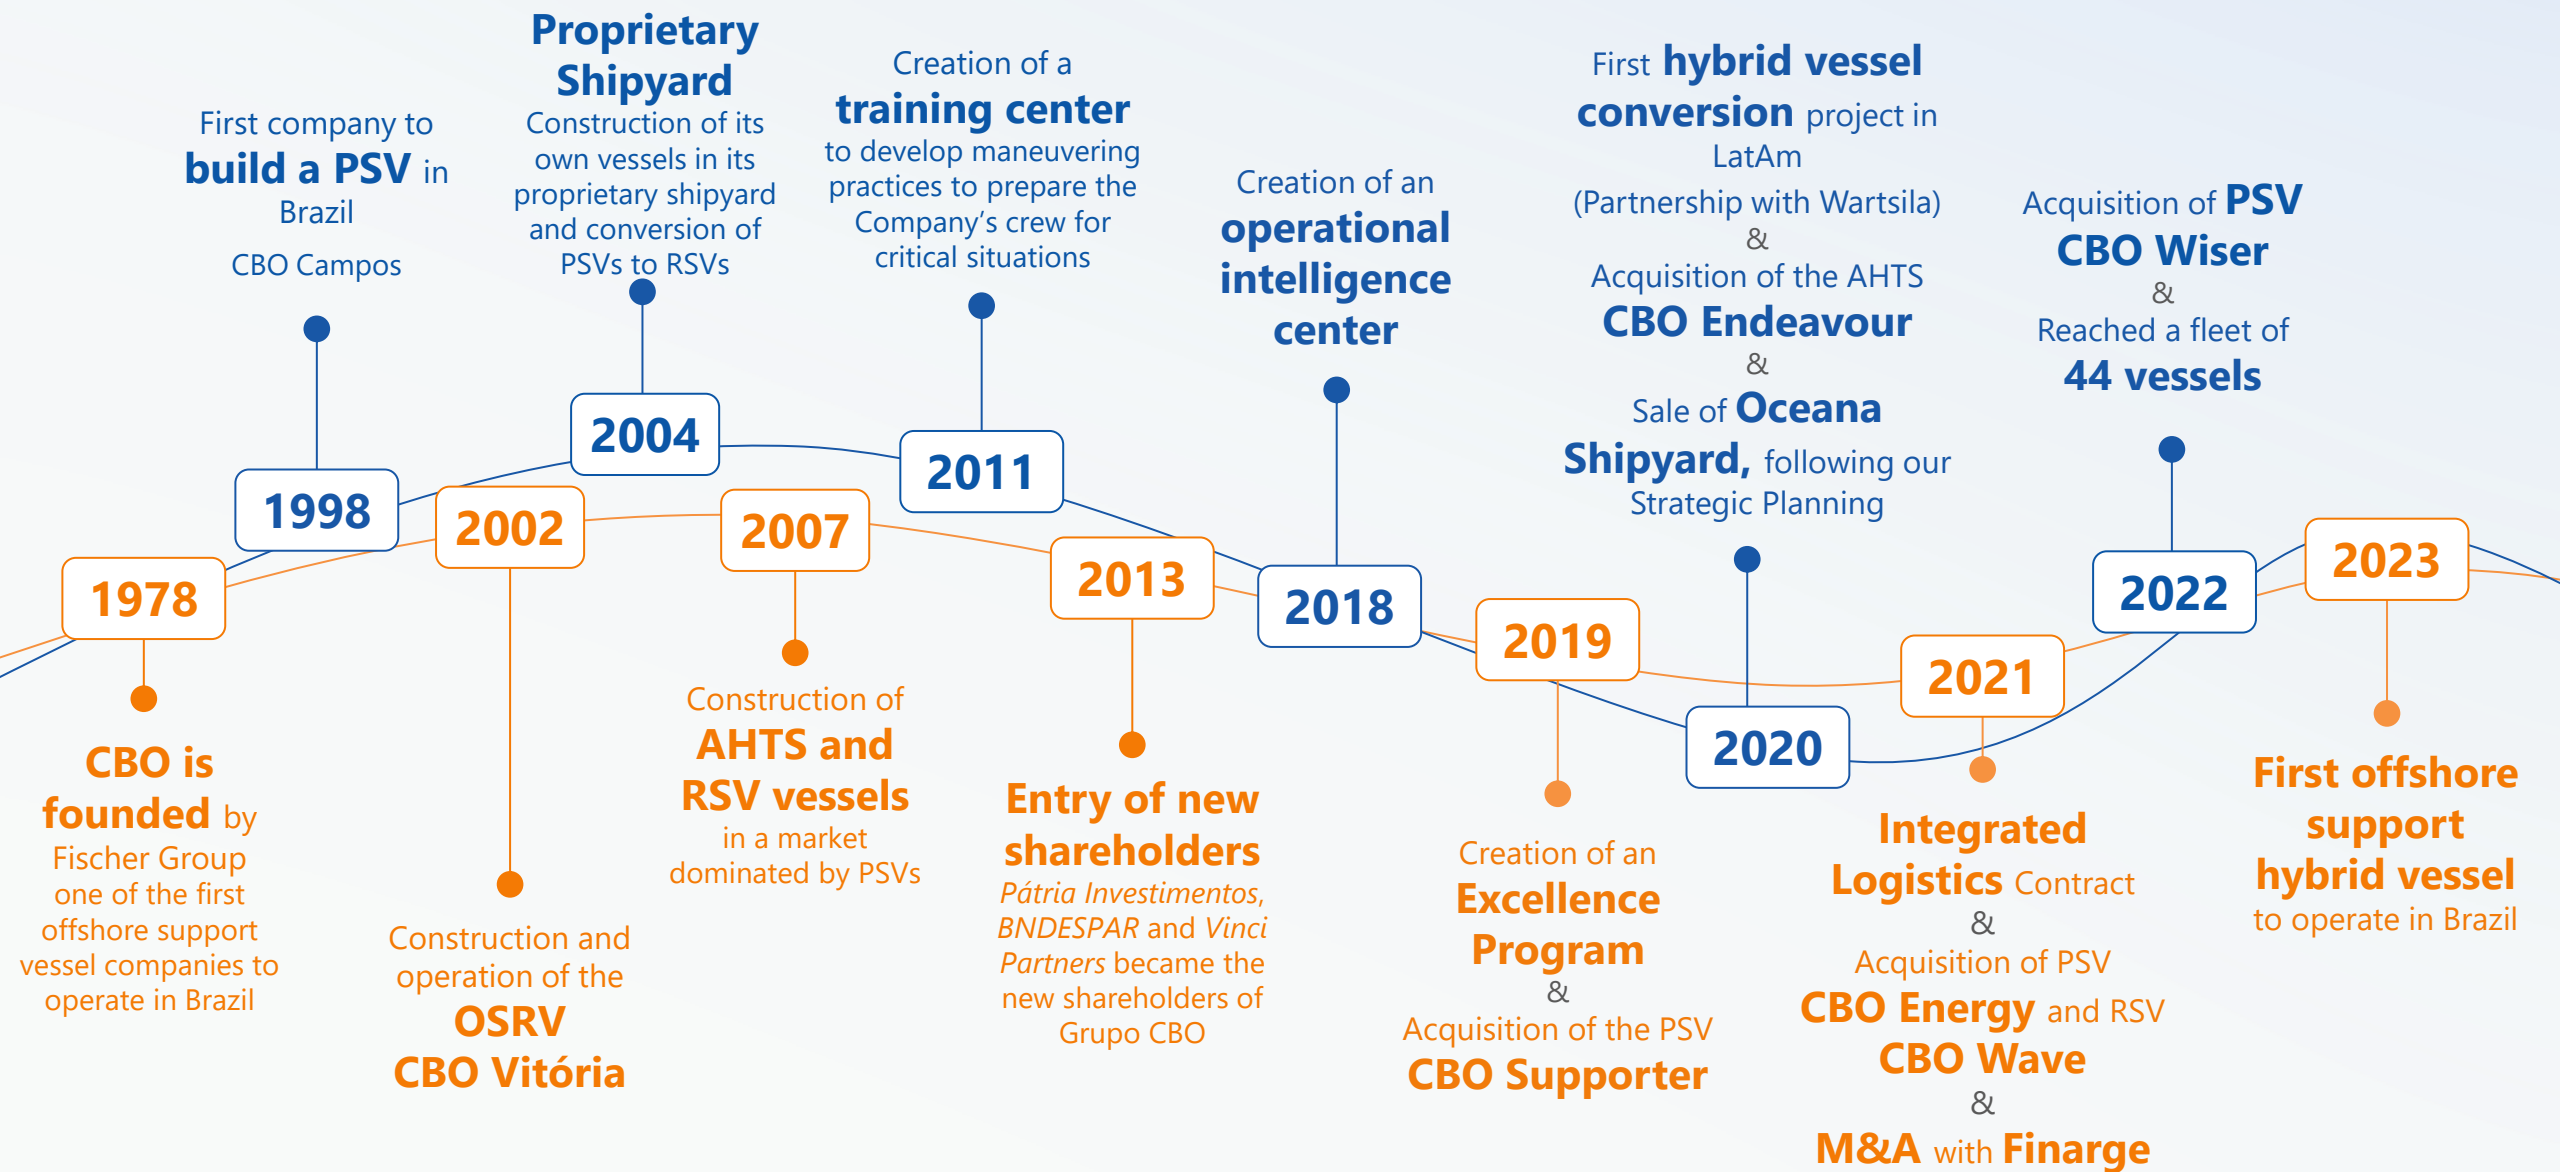 1978
CBO is
founded by
Fischer Group
one of the first
offshore support
vessel companies to
operate in Brazil
First company to
build a PSV in
Brazil
CBO Campos
1998
2002
Construction and
operation of the
OSRV
CBO Vitória
Proprietary
Shipyard
Construction of its
own vessels in its
proprietary shipyard
and conversion of
PSVs to RSVs
2004
2007
Construction of
AHTS and
RSV vessels
in a market
dominated by PSVs
Creation of a
training center
to develop maneuvering
practices to prepare the
Company’s crew for
critical situations
2011
2013
Entry of new
shareholders
Pátria Investimentos,
BNDESPAR and Vinci
Partners became the
new shareholders of
Grupo CBO
Creation of an
operational
intelligence
center
2018
2019
Creation of an
Excellence
Program
&
Acquisition of the PSV
CBO Supporter
First hybrid vessel
conversion project in
LatAm
(Partnership with Wartsila)
&
Acquisition of the AHTS
CBO Endeavour
&
Sale of Oceana
Shipyard, following our
Strategic Planning
2020
2021
Integrated
Logistics Contract
&
Acquisition of PSV
CBO Energy and RSV
CBO Wave
&
M&A with Finarge
Acquisition of PSV
CBO Wiser
&
Reached a fleet of
44 vessels
2022
2023
First offshore
support
hybrid vessel
to operate in Brazil